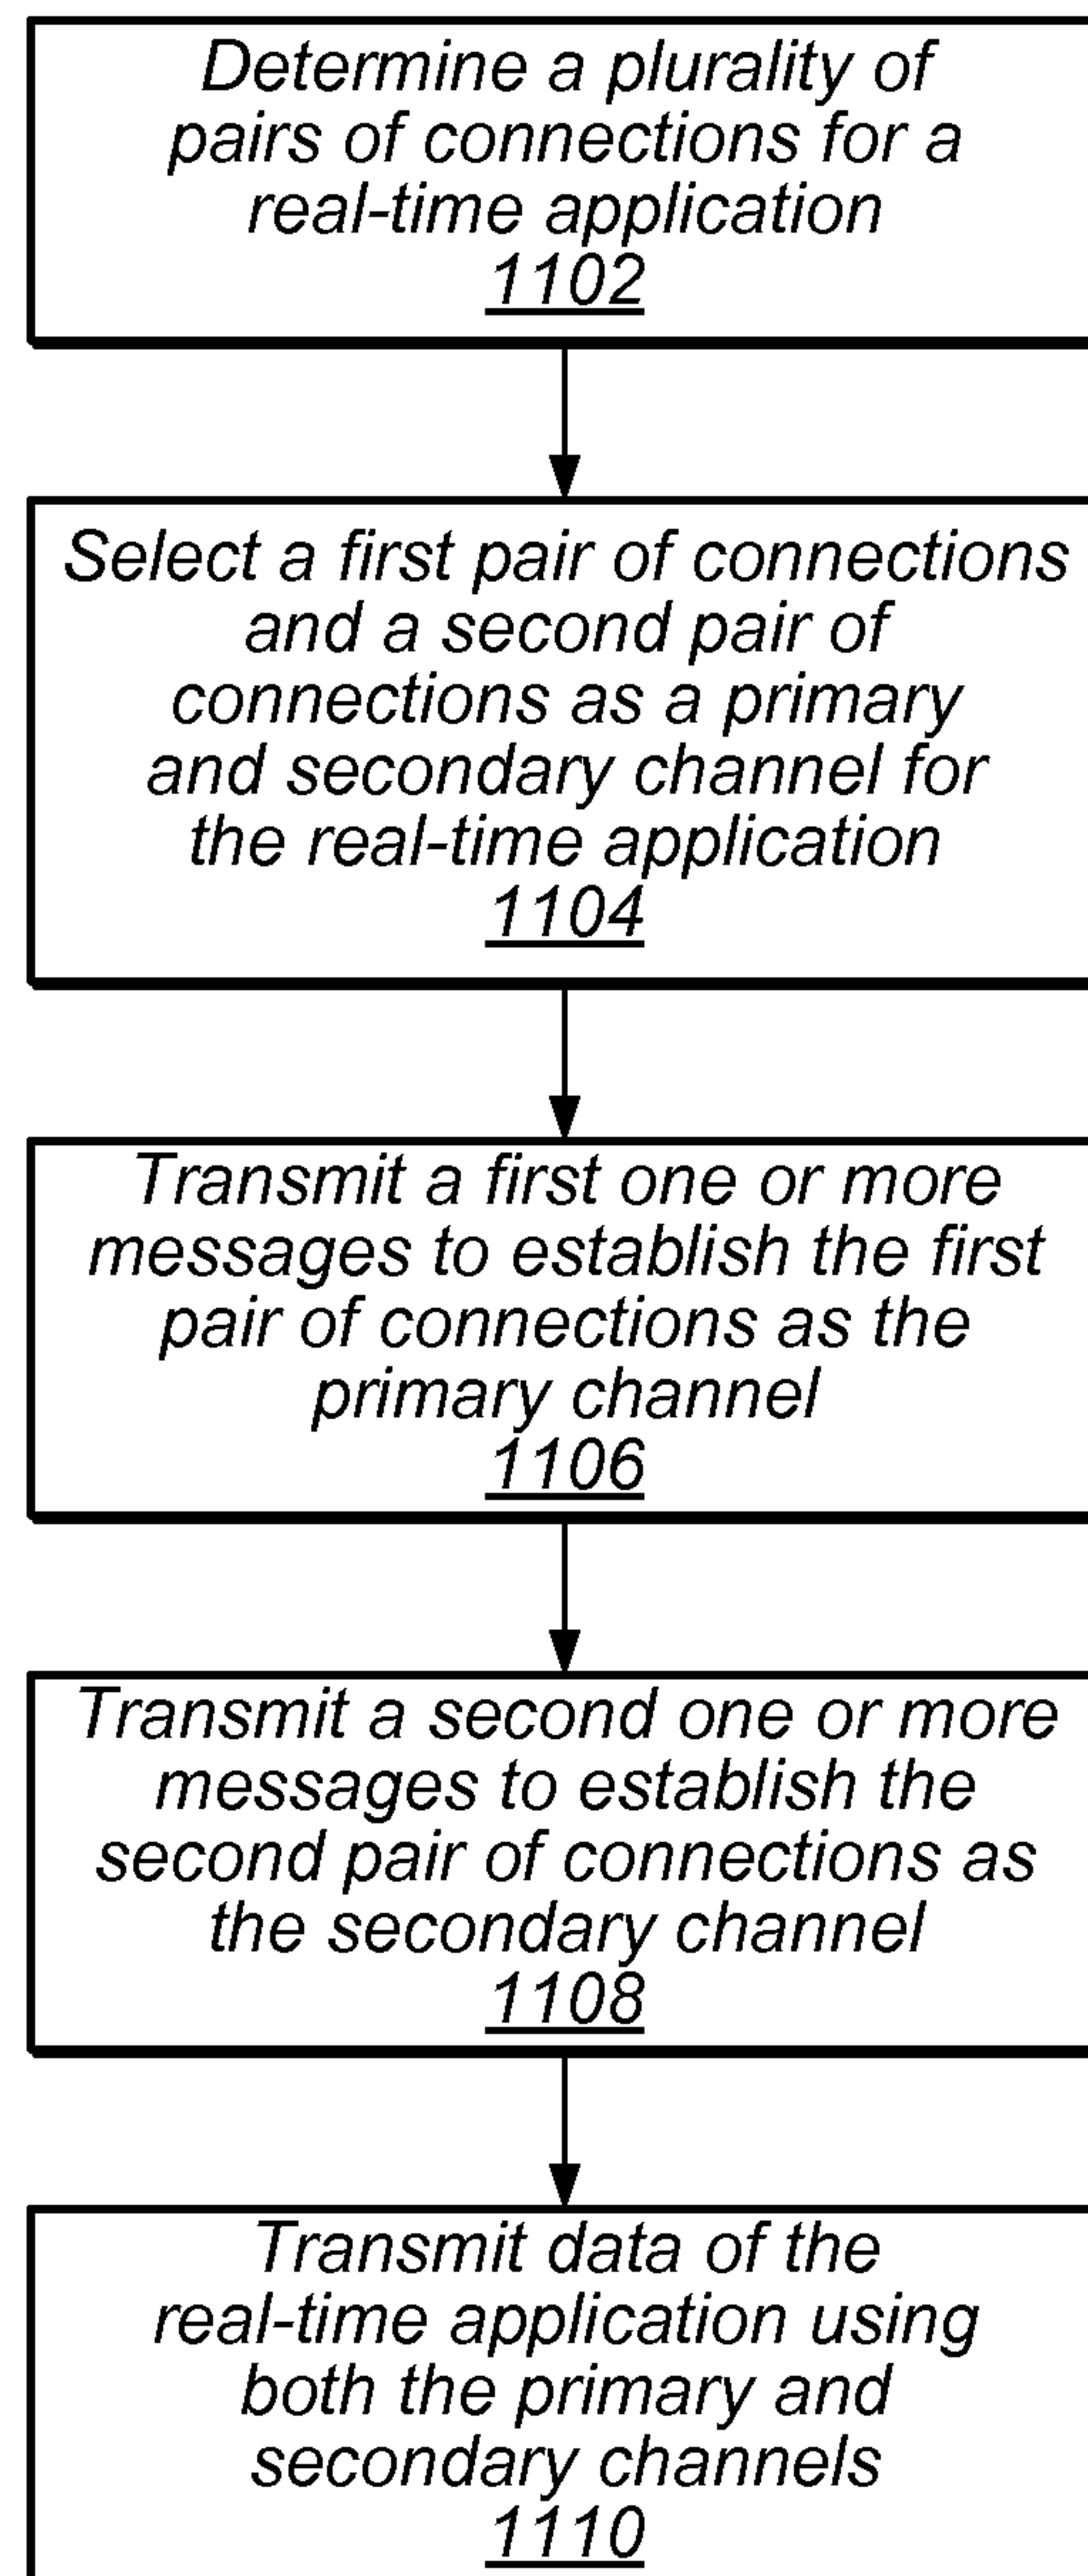 Determine a plurality of
pairs of connections for a
real-time application
1102
Select a first pair of connections
and a second pair of
connections as a primary
and secondary channel for
the real-time application
1104
Transmit a first one or more
messages to establish the first
pair of connections as the
primary channel
1106
Transmit a second one or more
messages to establish the
second pair of connections as
the secondary channel
1108
Transmit data of the
real-time application using
both the primary and
secondary channels
1110